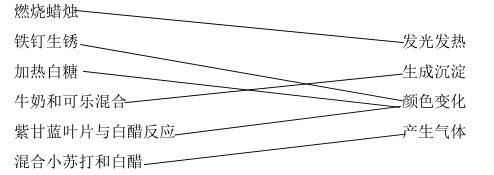 燃烧蜡烛
铁钉生锈
发光发热
加热白糖
生成沉淀
牛奶和可乐混合
颜色变化
紫甘蓝叶片与白醋反应
产生气体
混合小苏打和白醋